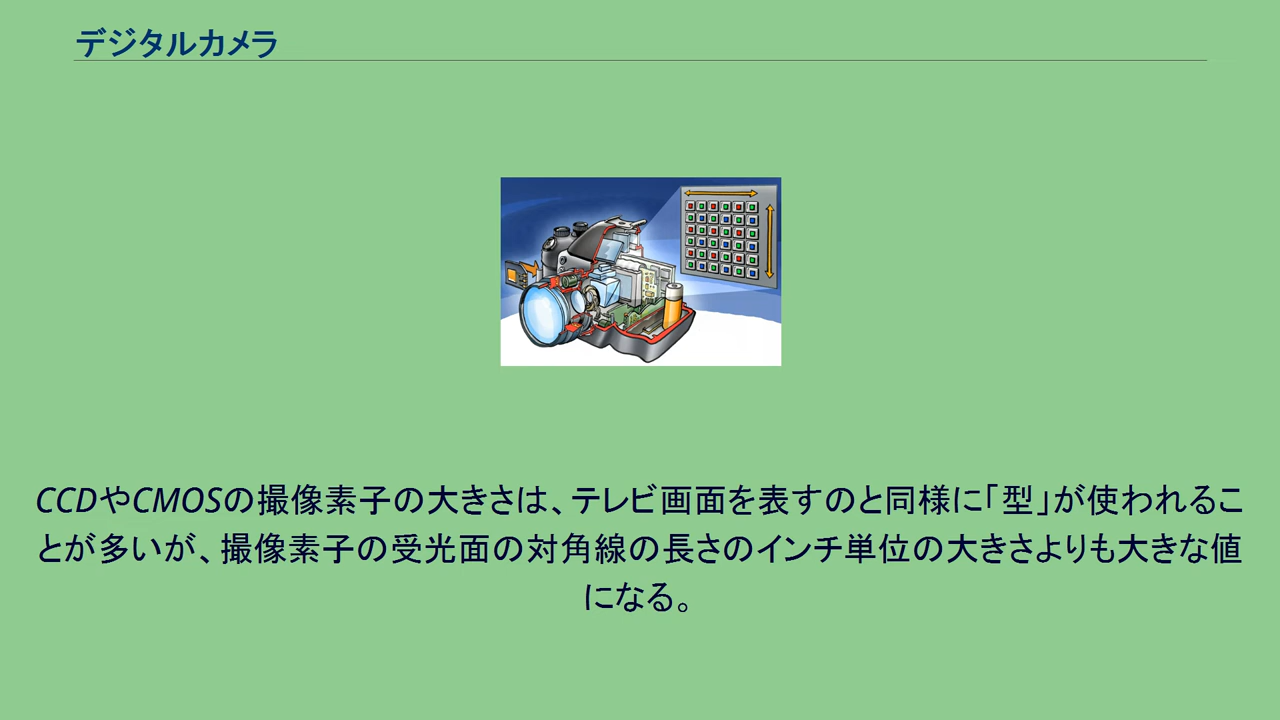 デジタルカメラ
CCDやCMOSの撮像素子の大きさは、テレビ画面を表すのと同様に「型」が使われるこ
とが多いが、撮像素子の受光面の対角線の長さのインチ単位の大きさよりも大きな値
になる。